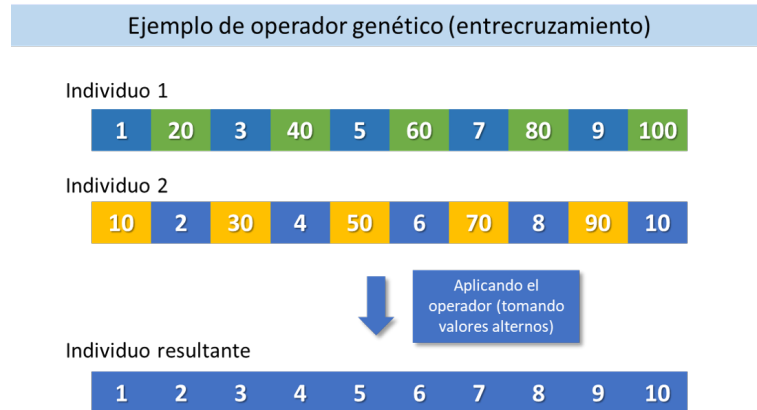 Ejemplo de operador genético (entrecruzamiento)
Individuo 1
1 20 3 40 5 60 7 80 9 100
Individuo 2
10 2 30 4 50 6 70 8 90 10
Aplicando el
operador (tomando
valores alternos)
Individuo resultante
1 2 3 4 5 6 7 8 9 10